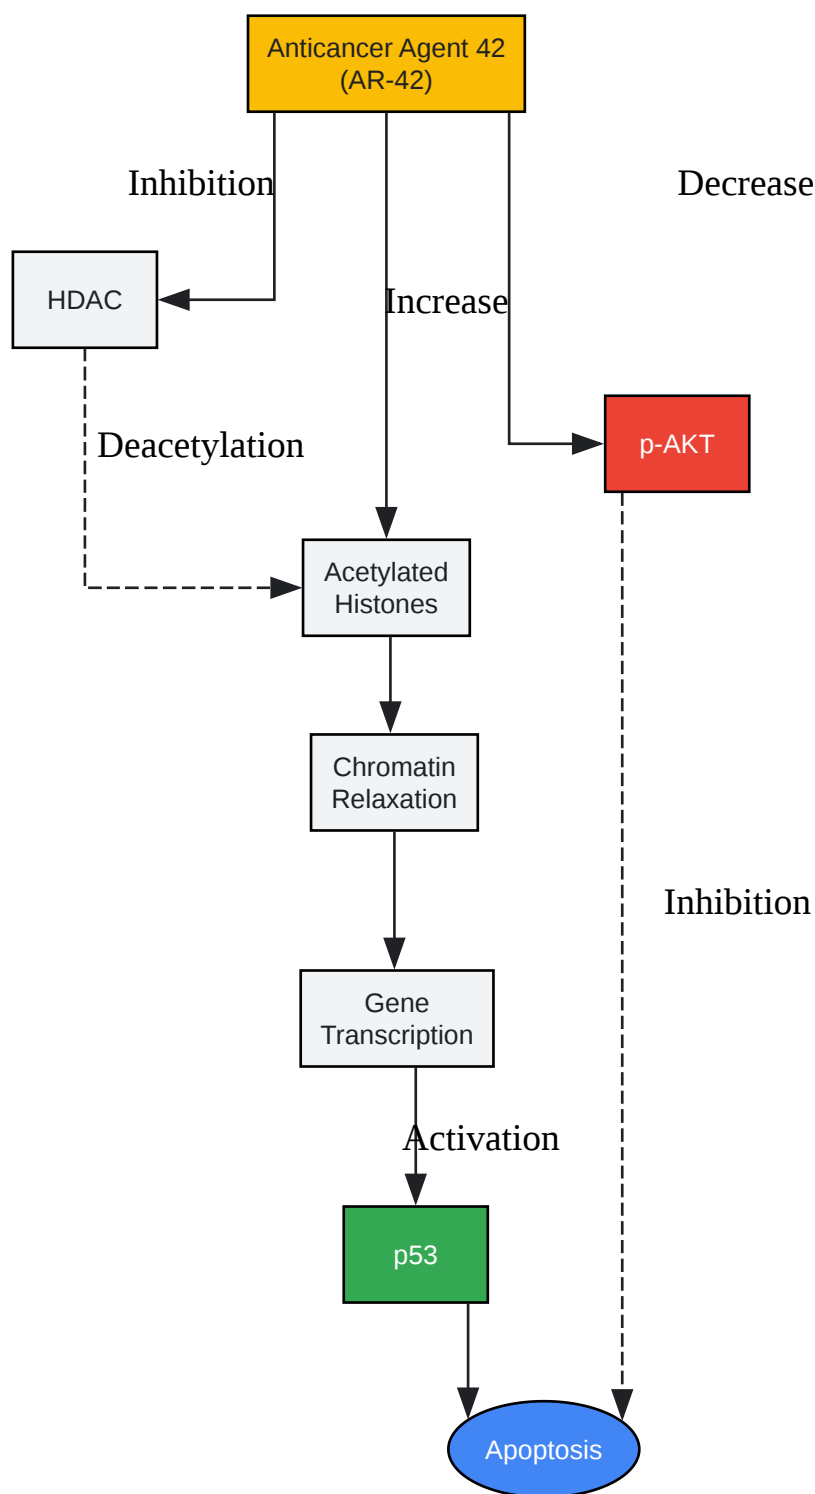 Anticancer Agent 42
(AR-42)
Inhibition
Decrease
HDAC
Increase
Deacetylation
p-AKT
Acetylated
Histones
Chromatin
Relaxation
Inhibition
Gene
Transcription
Activation
p53
Apoptosis